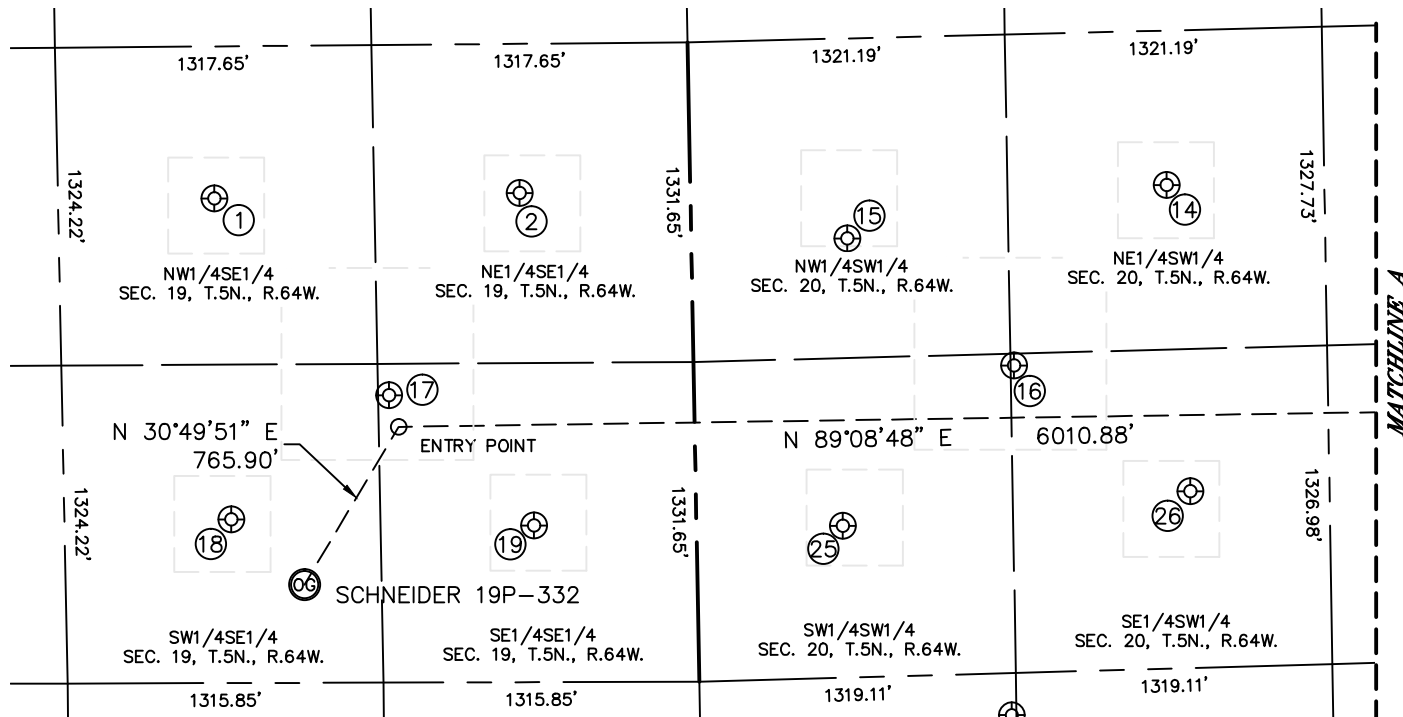 1317.65'
1317.65'
1321.19'
1321.19'
1324.22'
1331.65'
1327.73'
1
2
15
14
NW1/4SE1/4
SEC. 19, T.5N., R.64W.
NE1/4SE1/4
SEC. 19, T.5N., R.64W.
NW1/4SW1/4
SEC. 20, T.5N., R.64W.
NE1/4SW1/4
SEC. 20, T.5N., R.64W.
MATCHLINE A
17
16
N 30°49'51" E
765.90'
ENTRY POINT
N 89°08'48" E
6010.88'
1324.22'
1331.65'
1326.98'
18
19
25
26
OG
SCHNEIDER 19P-332
SW1/4SE1/4
SEC. 19, T.5N., R.64W.
SE1/4SE1/4
SEC. 19, T.5N., R.64W.
SW1/4SW1/4
SEC. 20, T.5N., R.64W.
SE1/4SW1/4
SEC. 20, T.5N., R.64W.
1315.85'
1315.85'
1319.11'
1319.11'